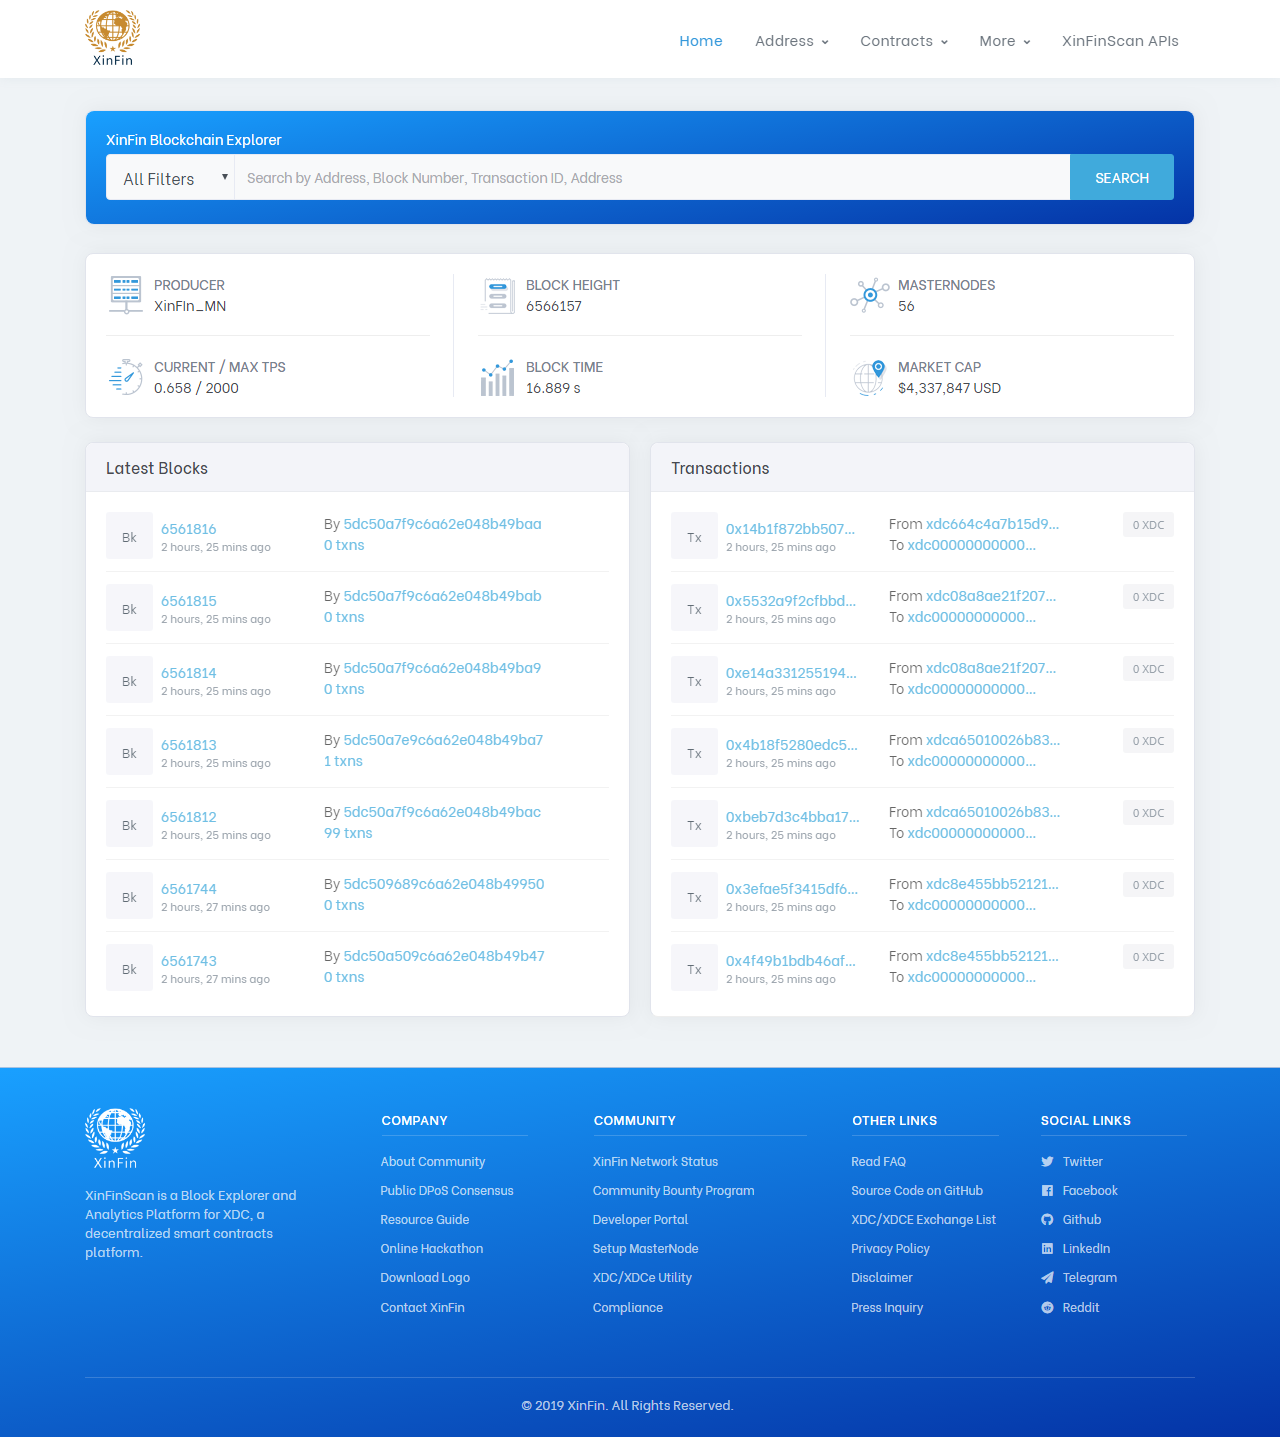 XinFin
Home
Address
Contracts
More
XinFinScan APIs
XinFin Blockchain Explorer
All Filters
Search by Address, Block Number, Transaction ID, Address
SEARCH
PRODUCER
XinFIn_MN
BLOCK HEIGHT
6566157
MASTERNODES
56
CURRENT / MAX TPS
0.658 / 2000
BLOCK TIME
16.889 s
MARKET CAP
$4,337,847 USD
Latest Blocks
Bk
6561816
2 hours, 25 mins ago
By 5dc50a7f9c6a62e048b49baa
0 txns
Bk
6561815
2 hours, 25 mins ago
By 5dc50a7f9c6a62e048b49bab
0 txns
Bk
6561814
2 hours, 25 mins ago
By 5dc50a7f9c6a62e048b49ba9
0 txns
Bk
6561813
2 hours, 25 mins ago
By 5dc50a7e9c6a62e048b49ba7
1 txns
Bk
6561812
2 hours, 25 mins ago
By 5dc50a7f9c6a62e048b49bac
99 txns
Bk
6561744
2 hours, 27 mins ago
By 5dc509689c6a62e048b49950
0 txns
Bk
6561743
2 hours, 27 mins ago
By 5dc50a509c6a62e048b49b47
0 txns
Transactions
Tx
0x14b1f872bb507...
2 hours, 25 mins ago
From xdc664c4a7b15d9...
To xdc00000000000...
0 XDC
Tx
0x5532a9f2cfbbd...
2 hours, 25 mins ago
From xdc08a8ae21f207...
To xdc00000000000...
0 XDC
Tx
0xe14a331255194...
2 hours, 25 mins ago
From xdc08a8ae21f207...
To xdc00000000000...
0 XDC
Tx
0x4b18f5280edc5...
2 hours, 25 mins ago
From xdca65010026b83...
To xdc00000000000...
0 XDC
Tx
0xbeb7d3c4bba17...
2 hours, 25 mins ago
From xdca65010026b83...
To xdc00000000000...
0 XDC
Tx
0x3efae5f3415df6...
2 hours, 25 mins ago
From xdc8e455bb52121...
To xdc00000000000...
0 XDC
Tx
0x4f49b1bdb46af...
2 hours, 25 mins ago
From xdc8e455bb52121...
To xdc00000000000...
0 XDC
XinFin
XinFinScan is a Block Explorer and
Analytics Platform for XDC, a
decentralized smart contracts
platform.
COMPANY
About Community
Public DPoS Consensus
Resource Guide
Online Hackathon
Download Logo
Contact XinFin
COMMUNITY
XinFin Network Status
Community Bounty Program
Developer Portal
Setup MasterNode
XDC/XDCe Utility
Compliance
OTHER LINKS
Read FAQ
Source Code on GitHub
XDC/XDCE Exchange List
Privacy Policy
Disclaimer
Press Inquiry
SOCIAL LINKS
Twitter
Facebook
Github
LinkedIn
Telegram
Reddit
© 2019 XinFin. All Rights Reserved.